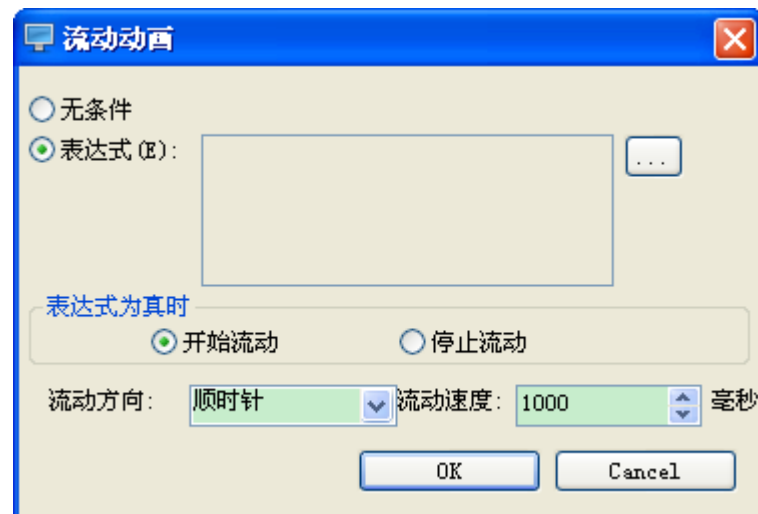 流动动画
无条件
表达式(E):
...
表达式为真时
开始流动 停止流动
流动方向: 顺时针 流动速度: 1000 毫秒
OK Cancel